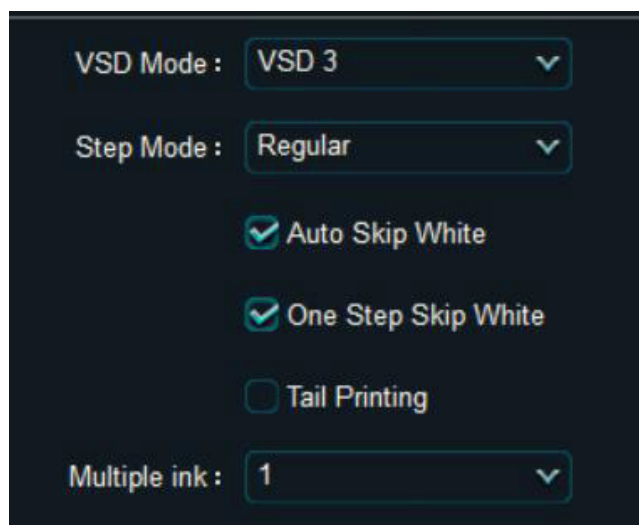 VSD Mode : VSD 3
Step Mode : Regular
Auto Skip White
One Step Skip White
Tail Printing
Multiple ink : 1